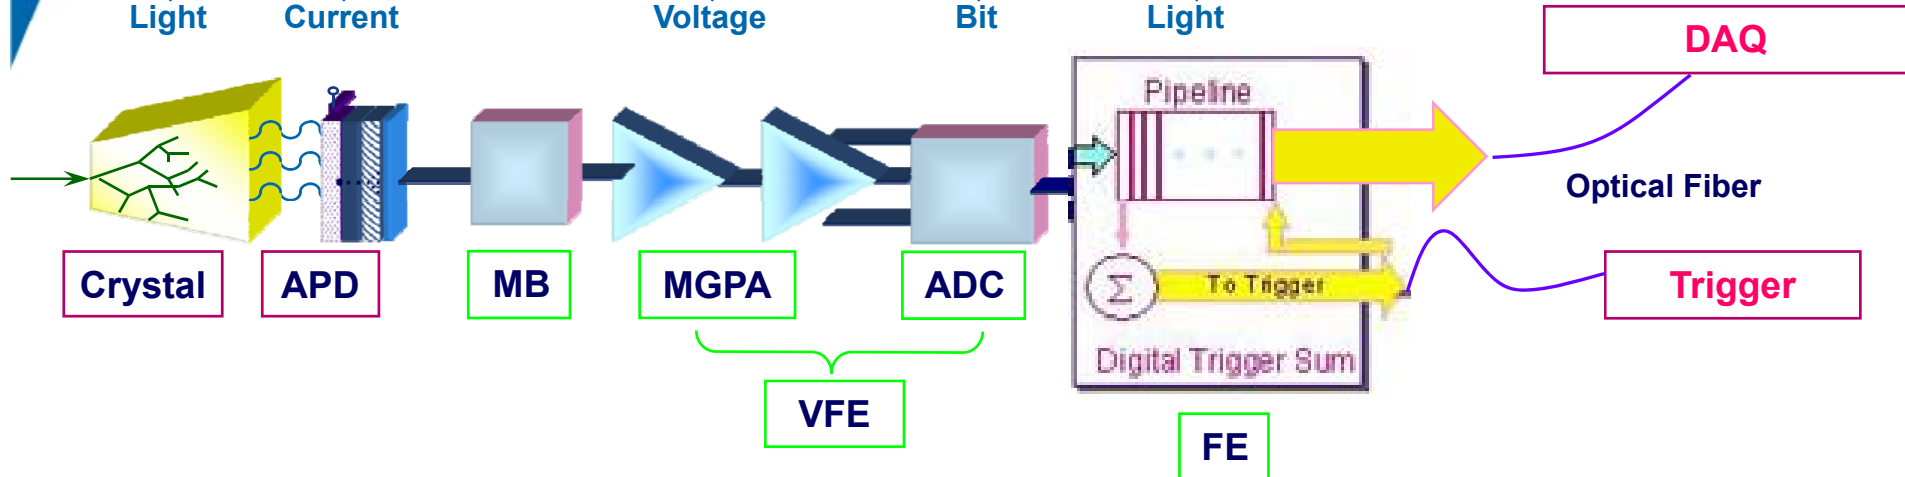 Light Current Voltage Bit Light
DAQ
Pipeline
Optical Fiber
Crystal APD MB MGPA ADC
Σ To Trigger
Trigger
Digital Trigger Sum
VFE
FE